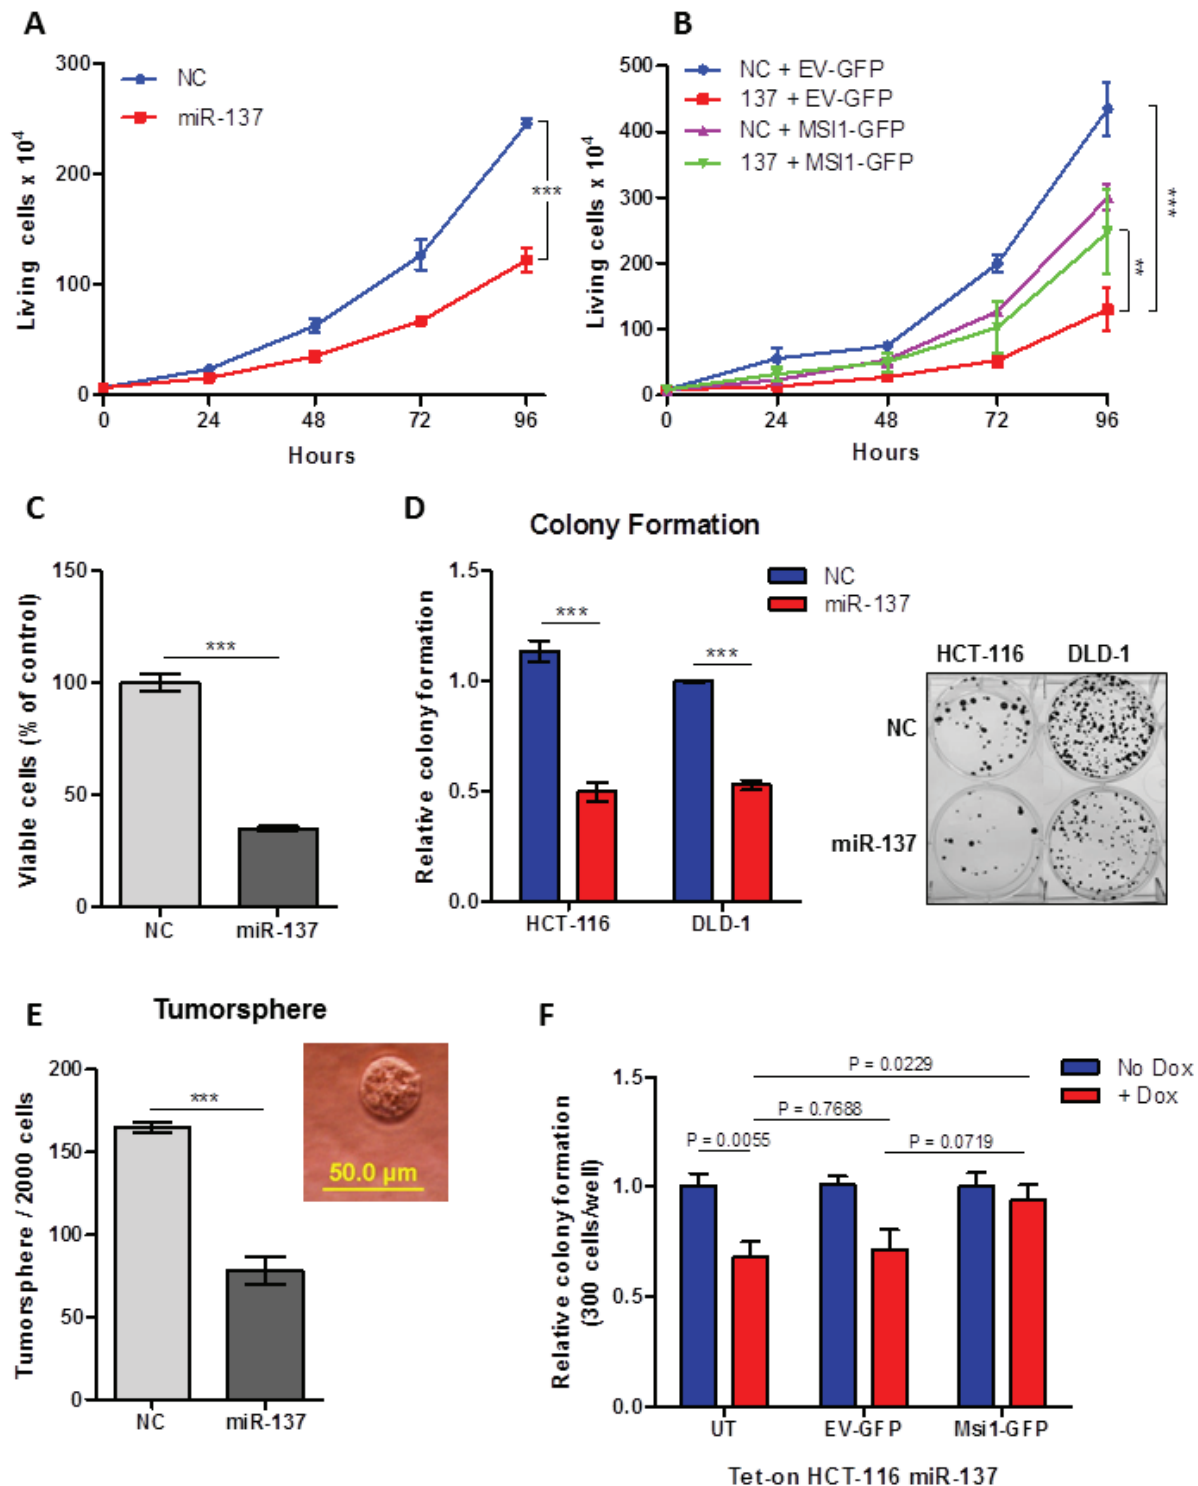 A
NC
miR-137
300
200
100
0
Living cells x 10⁴
***
0 24 48 72 96
Hours
B
NC + EV-GFP
137 + EV-GFP
NC + MSI1-GFP
137 + MSI1-GFP
500
400
300
200
100
0
Living cells x 10⁴
***
**
0 24 48 72 96
Hours
C
150
100
50
0
Viable cells (% of control)
***
NC miR-137
D
Colony Formation
NC
miR-137
1.5
1.0
0.5
0.0
Relative colony formation
***
***
HCT-116 DLD-1
HCT-116 DLD-1
NC
miR-137
E
Tumorsphere
200
150
100
50
0
Tumorsphere / 2000 cells
***
50.0 µm
NC miR-137
F
No Dox
+ Dox
P = 0.0229
P = 0.7688
P = 0.0055
P = 0.0719
1.5
1.0
0.5
0.0
Relative colony formation
(300 cells/well)
UT EV-GFP Msi1-GFP
Tet-on HCT-116 miR-137